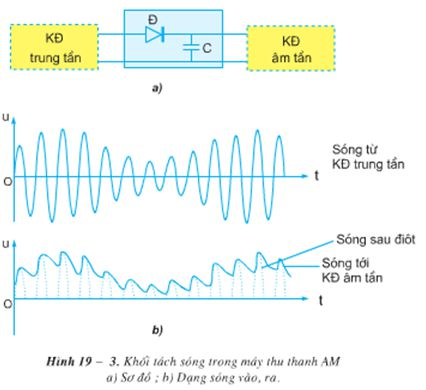 KĐ
trung tần
Đ
C
KĐ
âm tần
a)
u
O
t
Sóng từ
KĐ trung tần
u
O
t
Sóng sau điôt
Sóng tới
KĐ âm tần
b)
Hình 19 – 3. Khối tách sóng trong máy thu thanh AM
a) Sơ đồ ; b) Dạng sóng vào, ra.